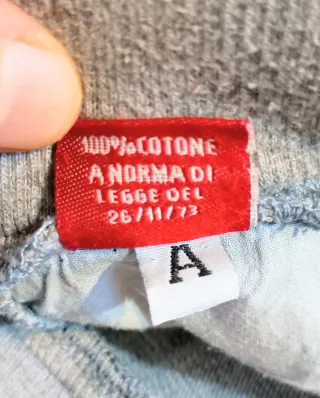 100%COTONE
A NORMA DI
LEGGE DEL
26/11/73
A